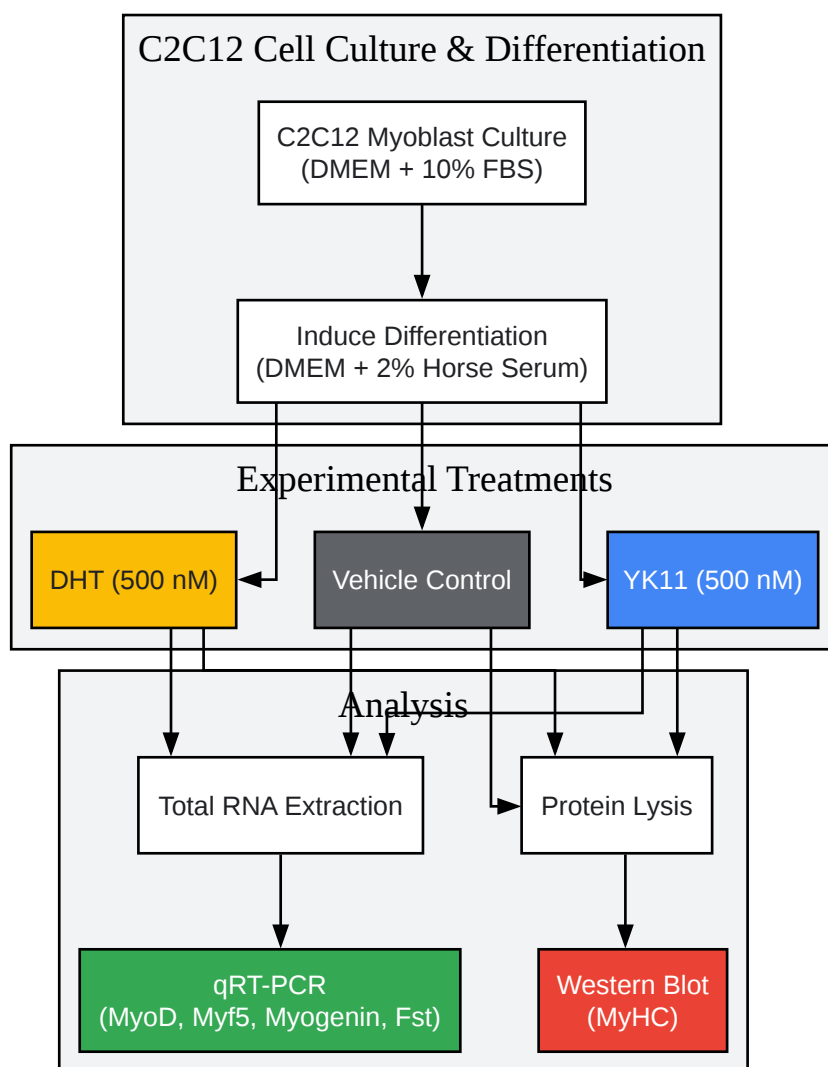 C2C12 Cell Culture & Differentiation
C2C12 Myoblast Culture
(DMEM + 10% FBS)
Induce Differentiation
(DMEM + 2% Horse Serum)
Experimental Treatments
DHT (500 nM)
Vehicle Control
YK11 (500 nM)
Analysis
Total RNA Extraction
Protein Lysis
qRT-PCR
(MyoD, Myf5, Myogenin, Fst)
Western Blot
(MyHC)